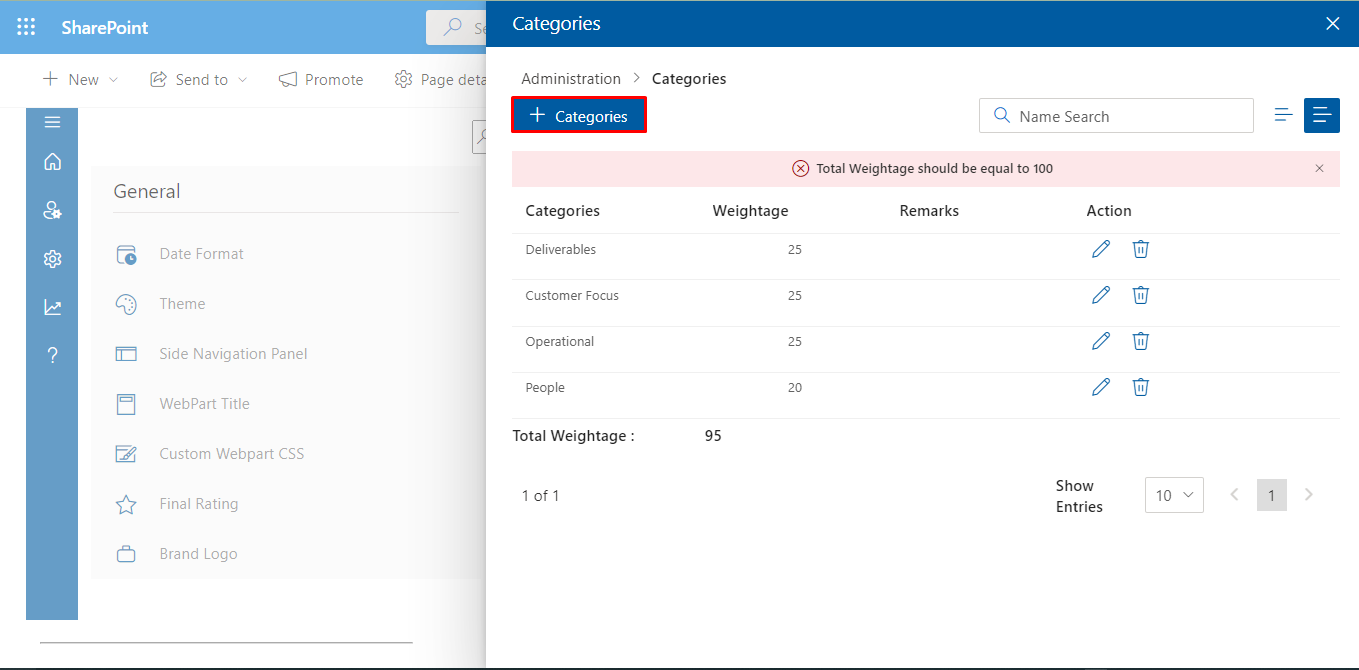 SharePoint
Se
New
Send to
Promote
Page deta
General
Date Format
Theme
Side Navigation Panel
WebPart Title
Custom Webpart CSS
Final Rating
Brand Logo
Categories
Administration > Categories
+ Categories
Name Search
Total Weightage should be equal to 100
Categories Weightage Remarks Action
Deliverables 25
Customer Focus 25
Operational 25
People 20
Total Weightage : 95
1 of 1
Show
Entries
10
1